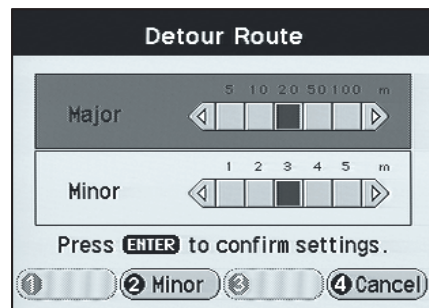 Detour Route
5 10 20 50 100 m
Major
1 2 3 4 5 m
Minor
Press ENTER to confirm settings.
1 2 Minor 3 4 Cancel